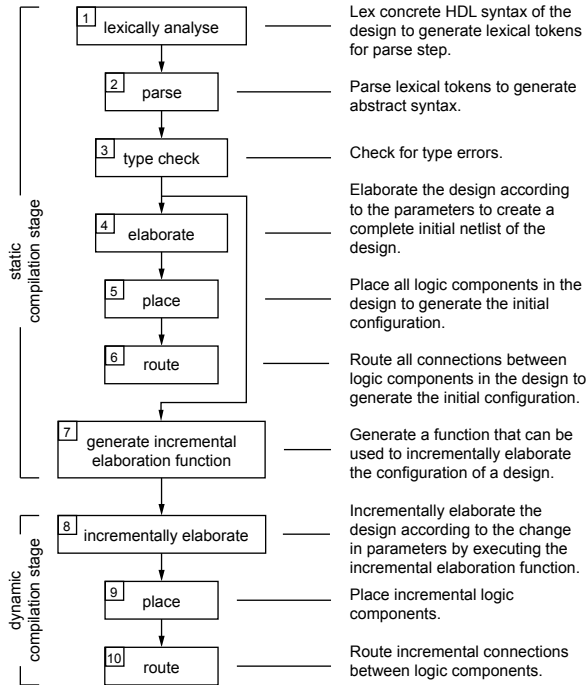 1
lexically analyse
Lex concrete HDL syntax of the
design to generate lexical tokens
for parse step.
2
parse
Parse lexical tokens to generate
abstract syntax.
3
type check
Check for type errors.
4
elaborate
Elaborate the design according
to the parameters to create a
complete initial netlist of the
design.
5
place
Place all logic components in the
design to generate the initial
configuration.
6
route
Route all connections between
logic components in the design to
generate the initial configuration.
7
generate incremental
elaboration function
Generate a function that can be
used to incrementally elaborate
the configuration of a design.
static
compilation stage
8
incrementally elaborate
Incrementally elaborate the
design according to the change
in parameters by executing the
incremental elaboration function.
9
place
Place incremental logic
components.
10
route
Route incremental connections
between logic components.
dynamic
compilation stage